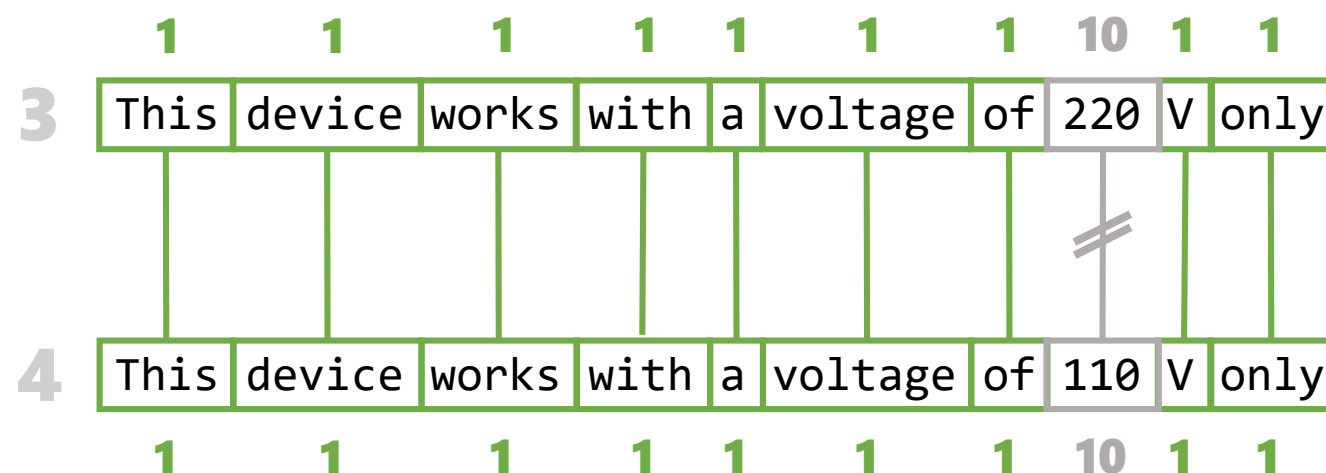 1 1 1 1 1 1 1 10 1 1
3 This device works with a voltage of 220 V only
4 This device works with a voltage of 110 V only
1 1 1 1 1 1 1 10 1 1